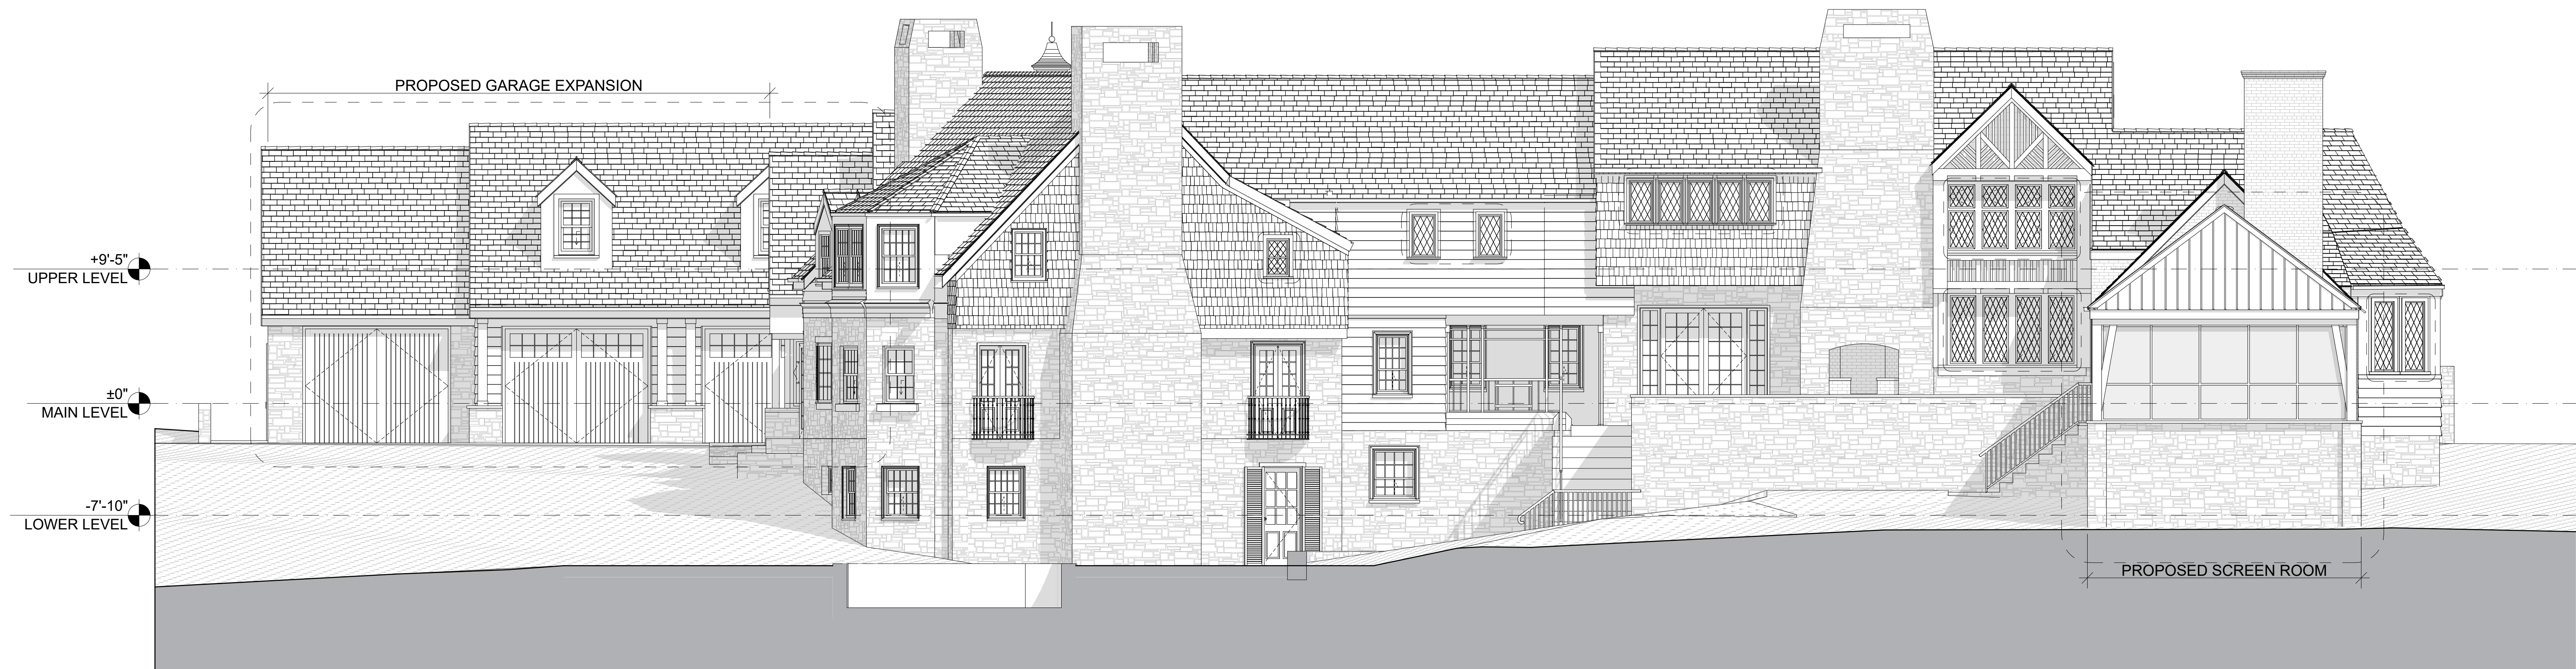 PROPOSED GARAGE EXPANSION
+9'-5"
UPPER LEVEL
±0"
MAIN LEVEL
-7'-10"
LOWER LEVEL
PROPOSED SCREEN ROOM